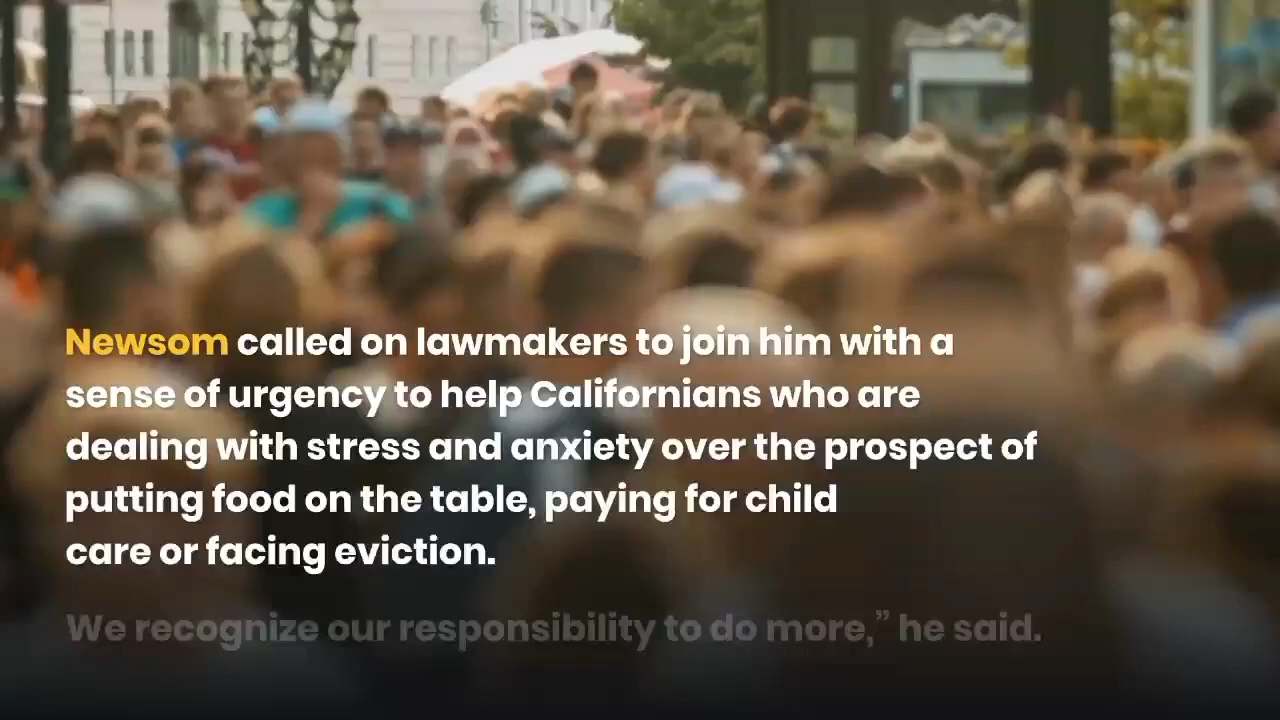 Newsom called on lawmakers to join him with a
sense of urgency to help Californians who are
dealing with stress and anxiety over the prospect of
putting food on the table, paying for child
care or facing eviction.
We recognize our responsibility to do more,” he said.